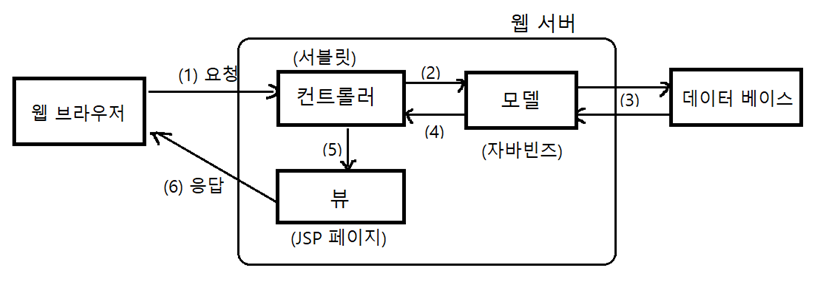 웹 서버
(서블릿)
(1) 요청
(2)
컨트롤러
모델
데이터 베이스
웹 브라우저
(3)
(4)
(5)
(자바빈즈)
(6) 응답
뷰
(JSP 페이지)